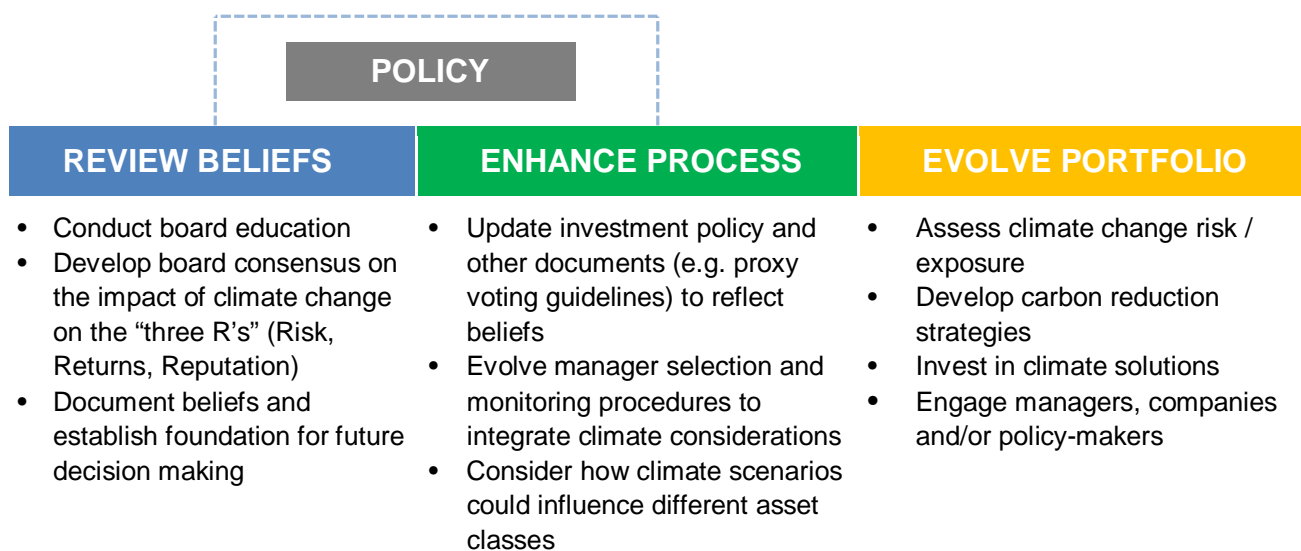 POLICY
REVIEW BELIEFS
• Conduct board education
• Develop board consensus on
the impact of climate change
on the “three R’s” (Risk,
Returns, Reputation)
• Document beliefs and
establish foundation for future
decision making
ENHANCE PROCESS
• Update investment policy and
other documents (e.g. proxy
voting guidelines) to reflect
beliefs
• Evolve manager selection and
monitoring procedures to
integrate climate considerations
• Consider how climate scenarios
could influence different asset
classes
EVOLVE PORTFOLIO
• Assess climate change risk /
exposure
• Develop carbon reduction
strategies
• Invest in climate solutions
• Engage managers, companies
and/or policy-makers